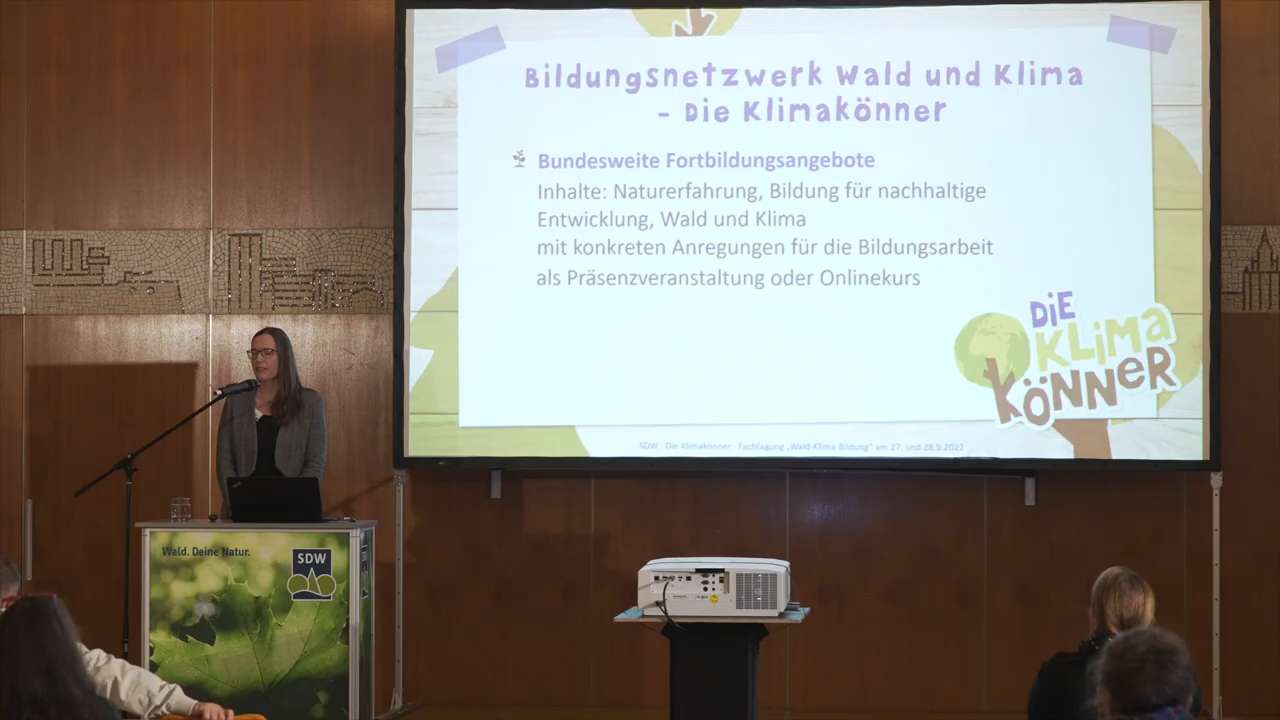 Bildungsnetzwerk Wald und Klima
- Die Klimakönner
Bundesweite Fortbildungsangebote
Inhalte: Naturerfahrung, Bildung für nachhaltige
Entwicklung, Wald und Klima
mit konkreten Anregungen für die Bildungsarbeit
als Präsenzveranstaltung oder Onlinekurs
DiE
KLiMA
KÖNNER
SDW - Die Klimakönner - Fachtagung „Wald-Klima-Bildung“ am 27. und 28.9.2022
Wald. Deine Natur.
SDW